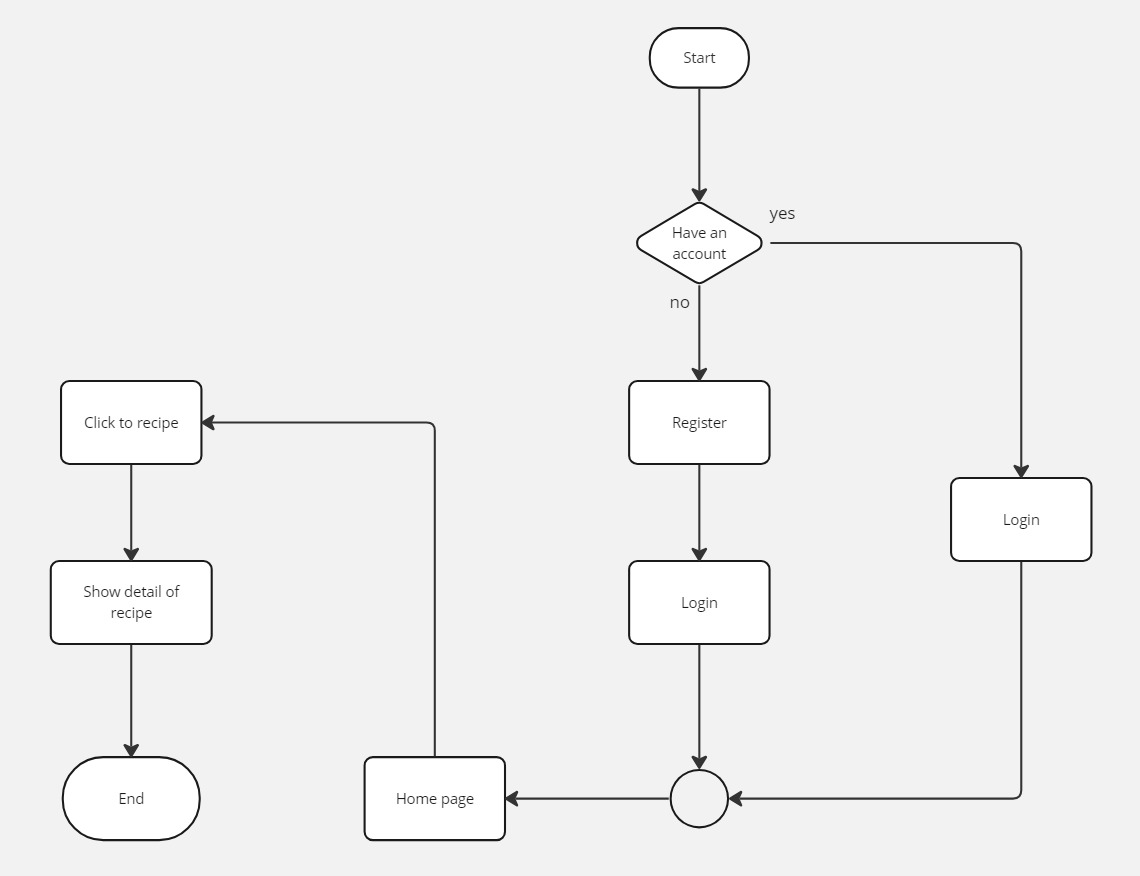 Start
yes
Have an
account
no
Click to recipe
Register
Login
Show detail of
recipe
Login
End
Home page